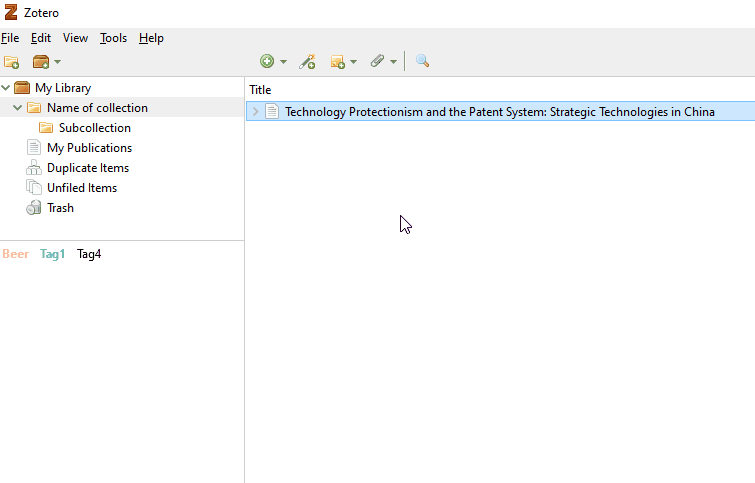 Zotero
File Edit View Tools Help
My Library
Name of collection
Subcollection
My Publications
Duplicate Items
Unfiled Items
Trash
Beer Tag1 Tag4
Title
Technology Protectionism and the Patent System: Strategic Technologies in China